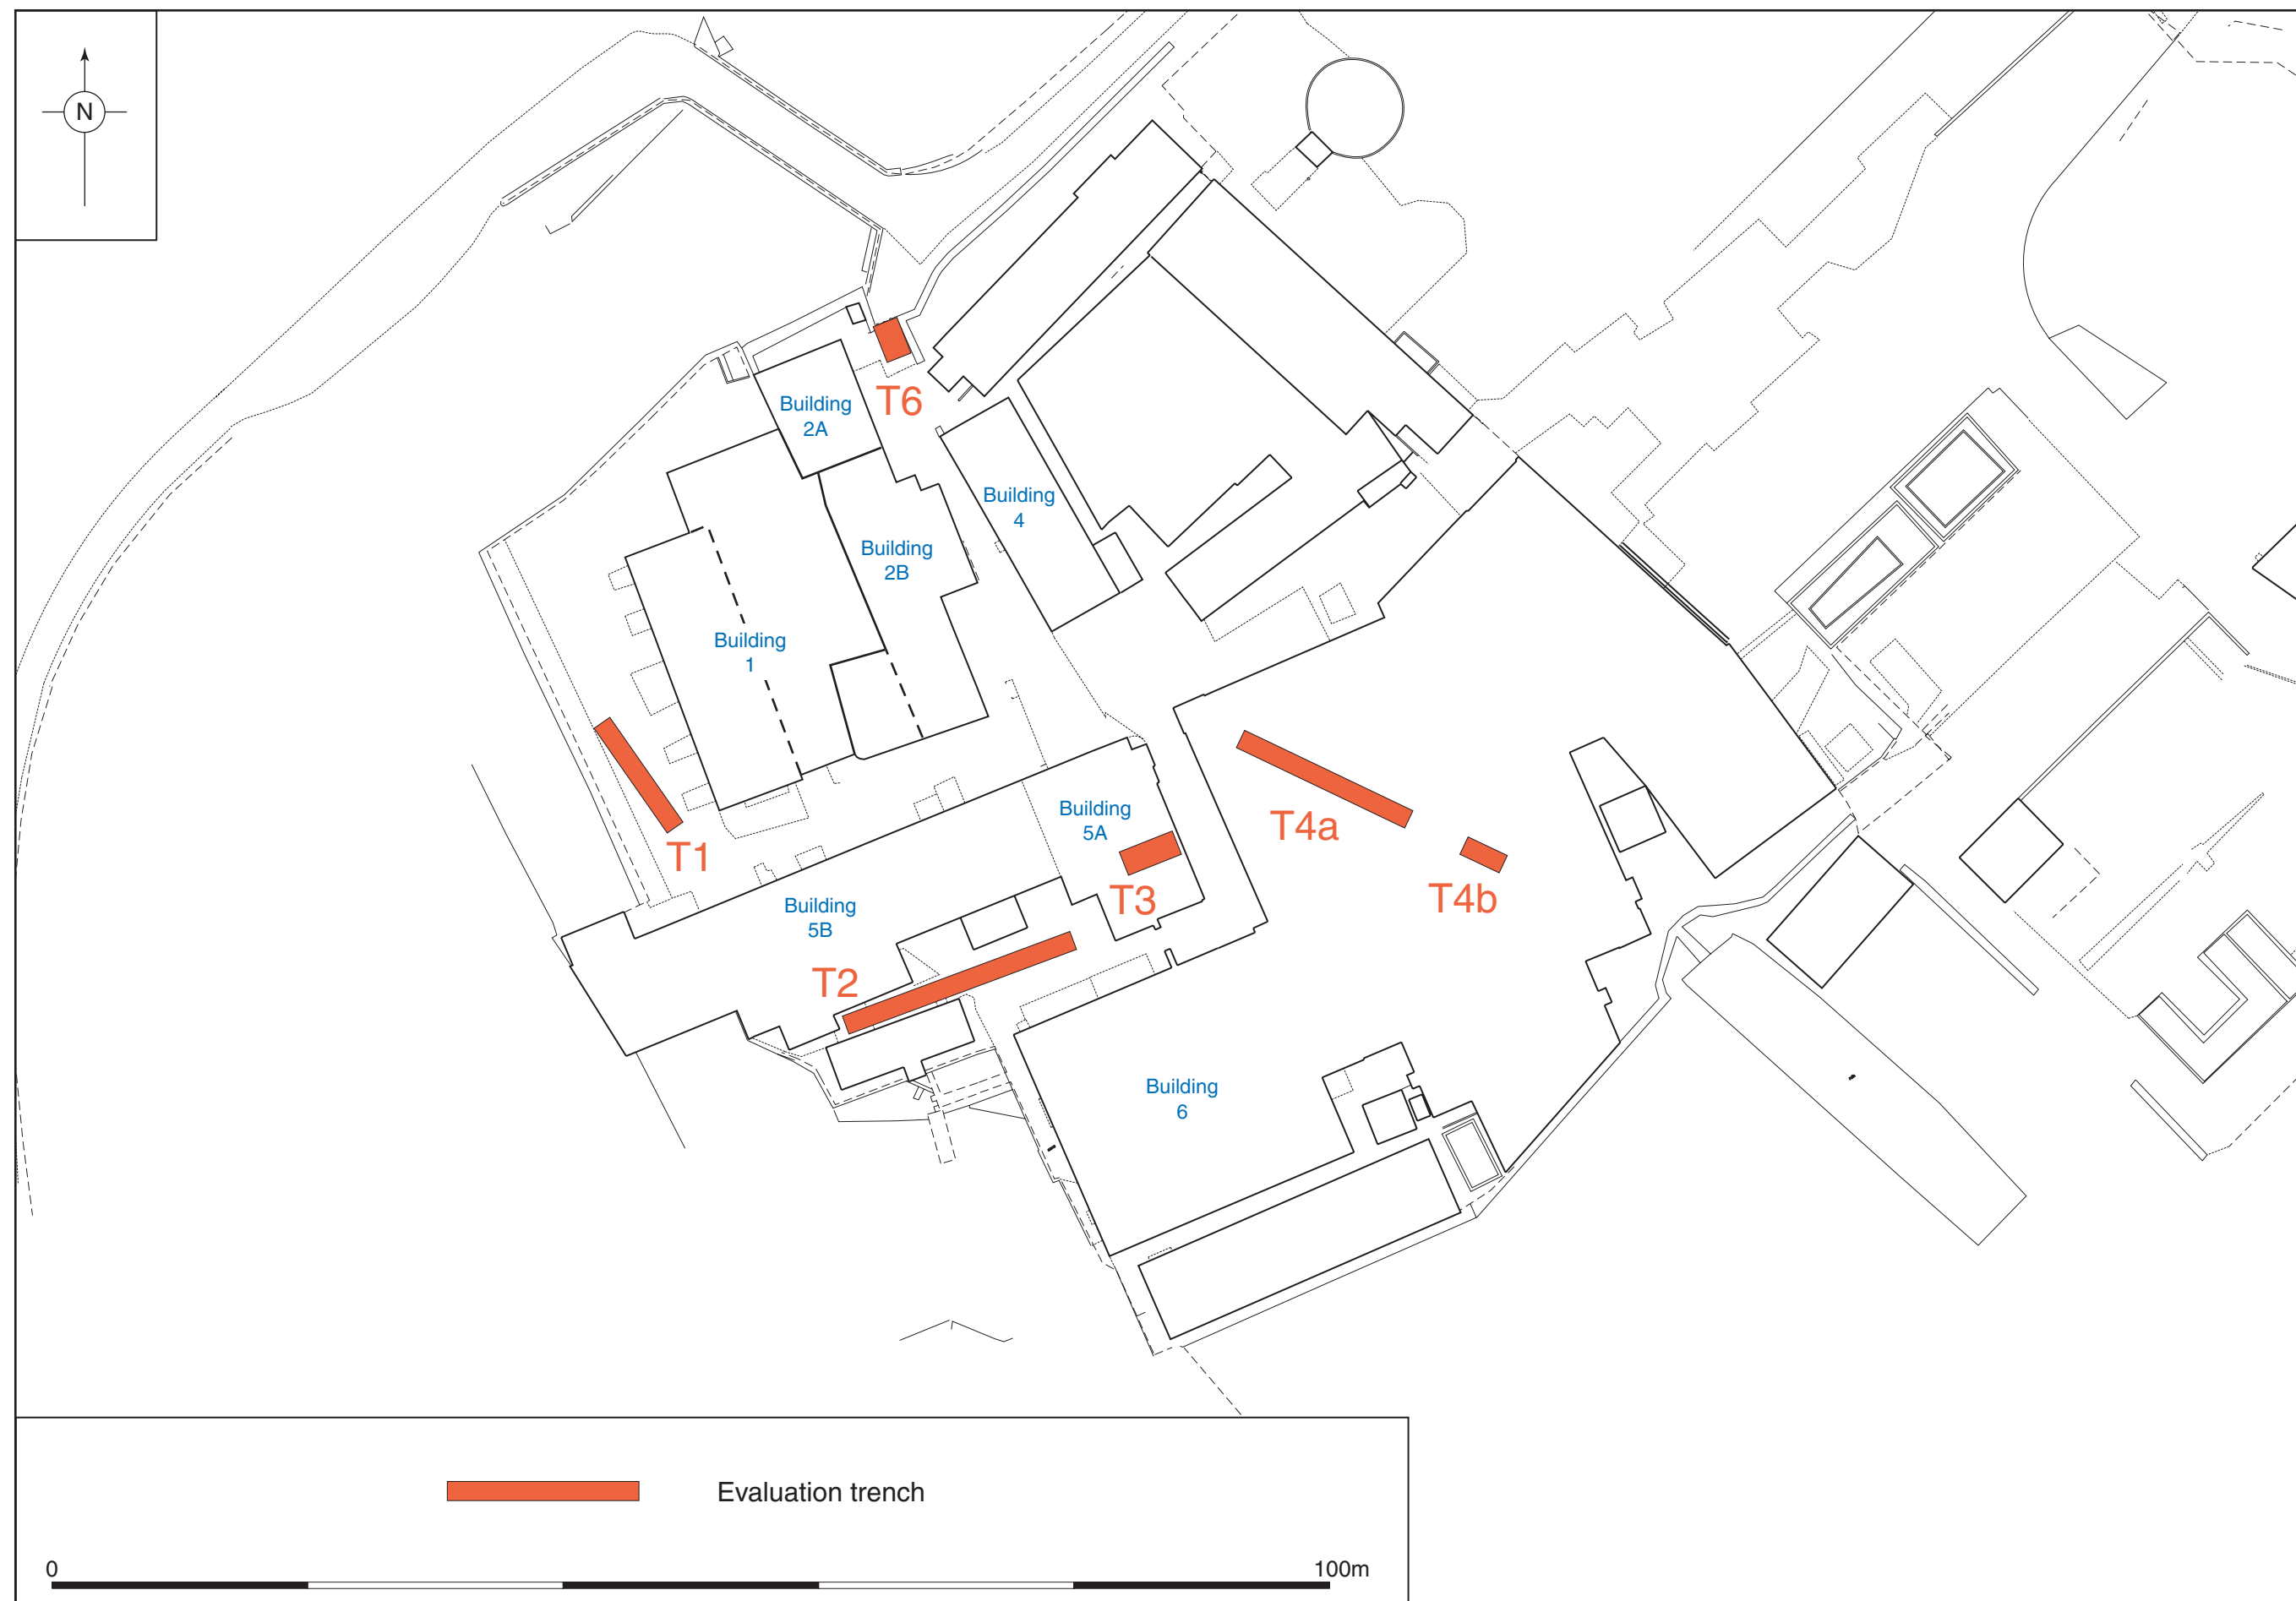 N
T6
Building
2A
Building
4
Building
2B
Building
1
T1
Building
5A
T4a
T3
T4b
Building
5B
T2
Building
6
Evaluation trench
0
100m